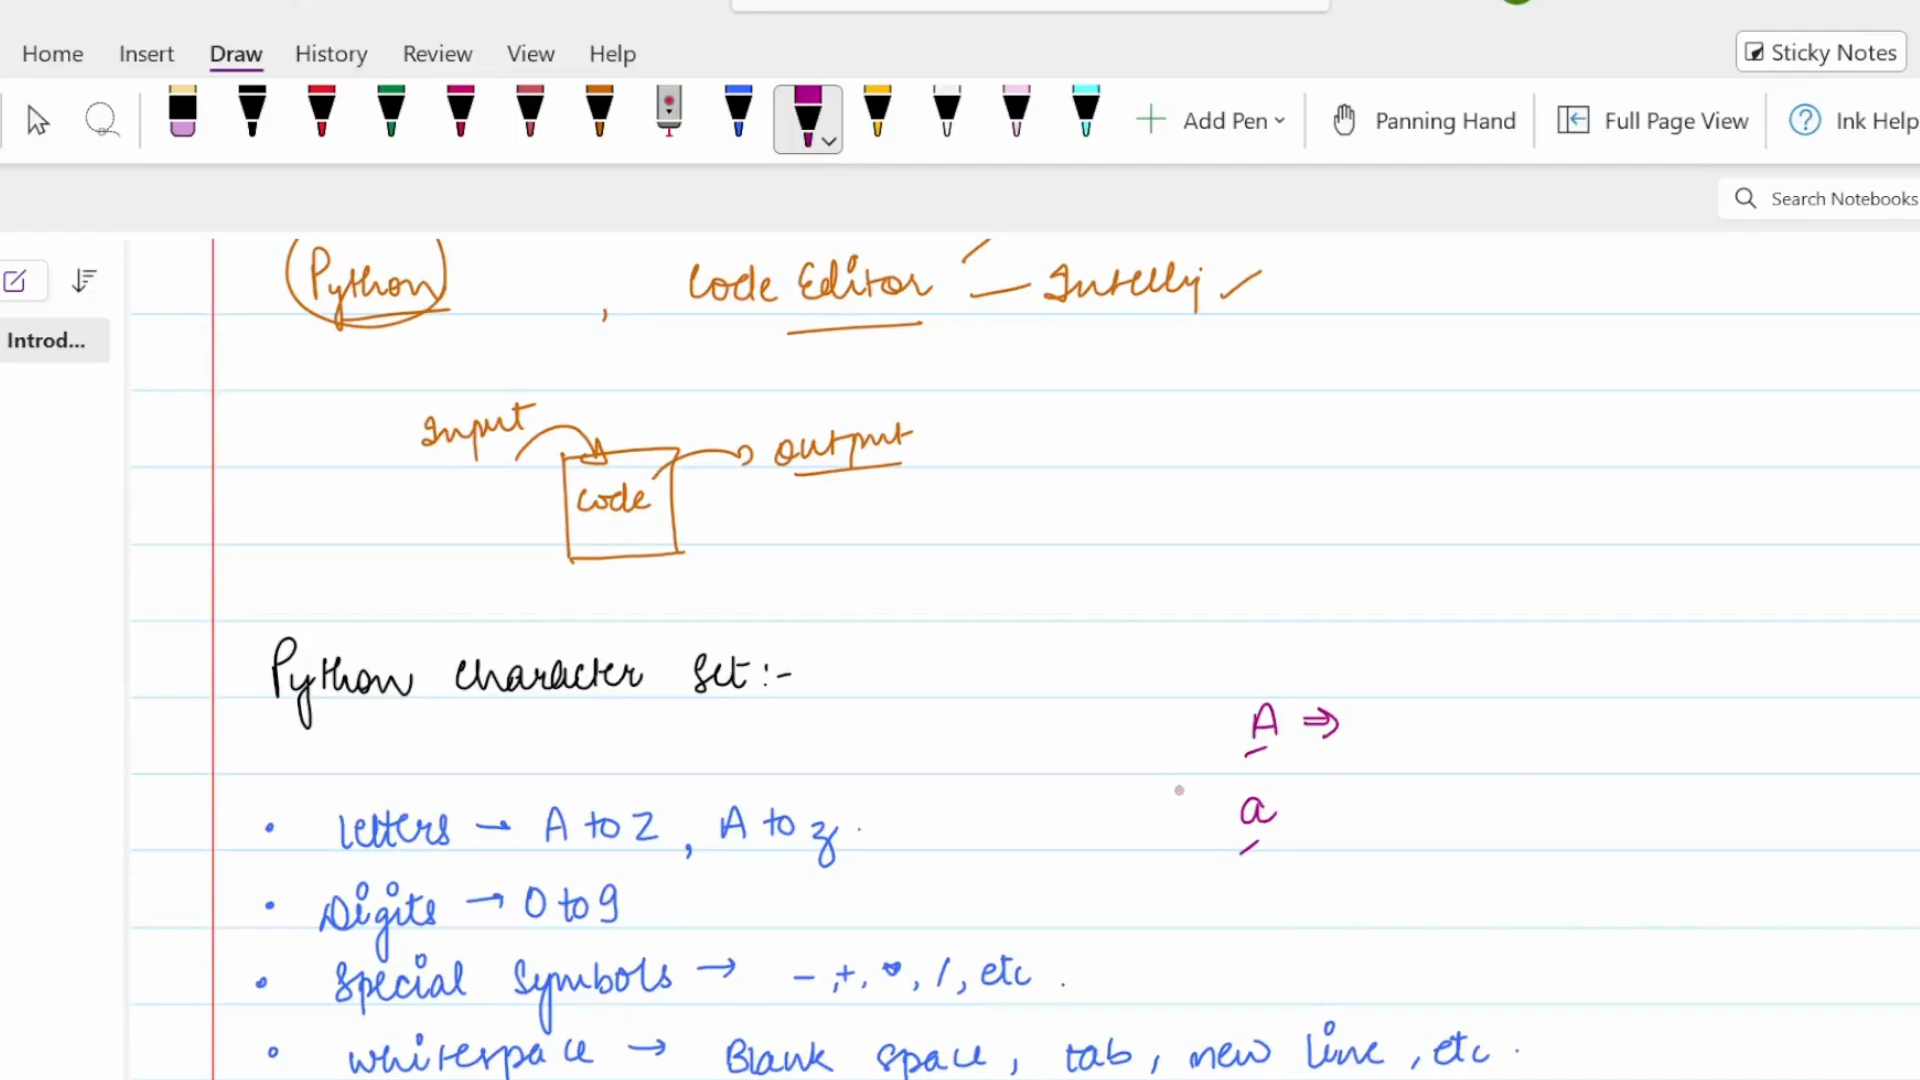 Home Insert Draw History Review View Help
Sticky Notes
Add Pen Panning Hand Full Page View Ink Help
Search Notebooks
Introd...
Python , Code Editor - Intellij
Input
Output
Code
Python character Set :-
A ⇒
a
• Letters → A to Z , A to z .
• Digits → 0 to 9
• Special Symbols → - , + , * , / , etc .
• Whitespace → Blank space , tab , new line , etc .